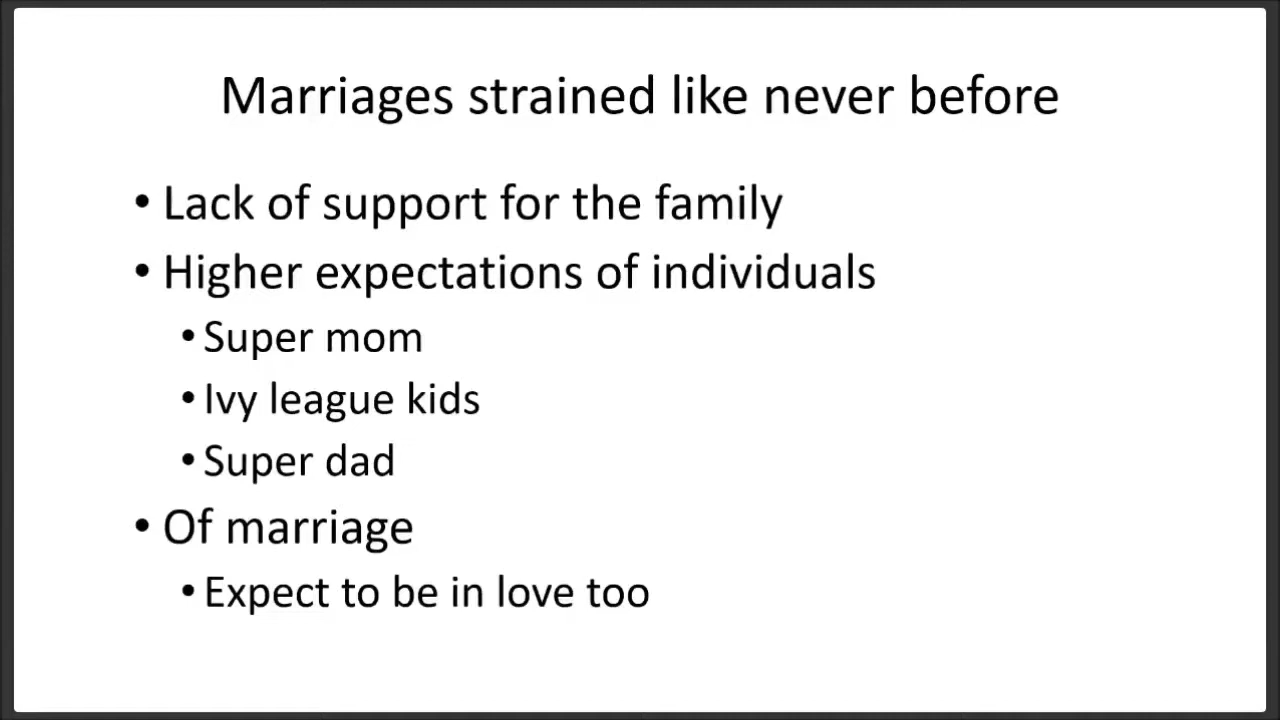 Marriages strained like never before
• Lack of support for the family
• Higher expectations of individuals
• Super mom
• Ivy league kids
• Super dad
• Of marriage
• Expect to be in love too